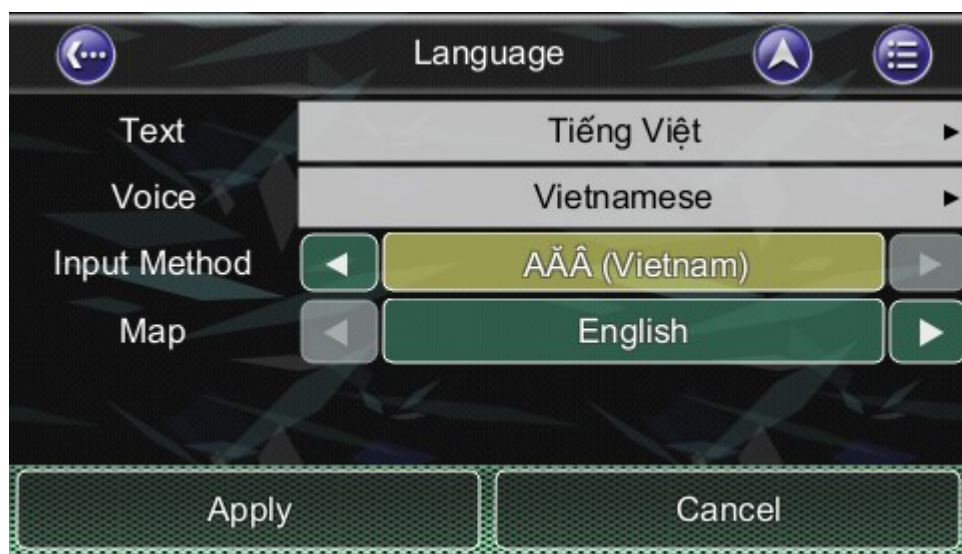 Language
Text Tiếng Việt
Voice Vietnamese
Input Method AĂÂ (Vietnam)
Map English
Apply Cancel